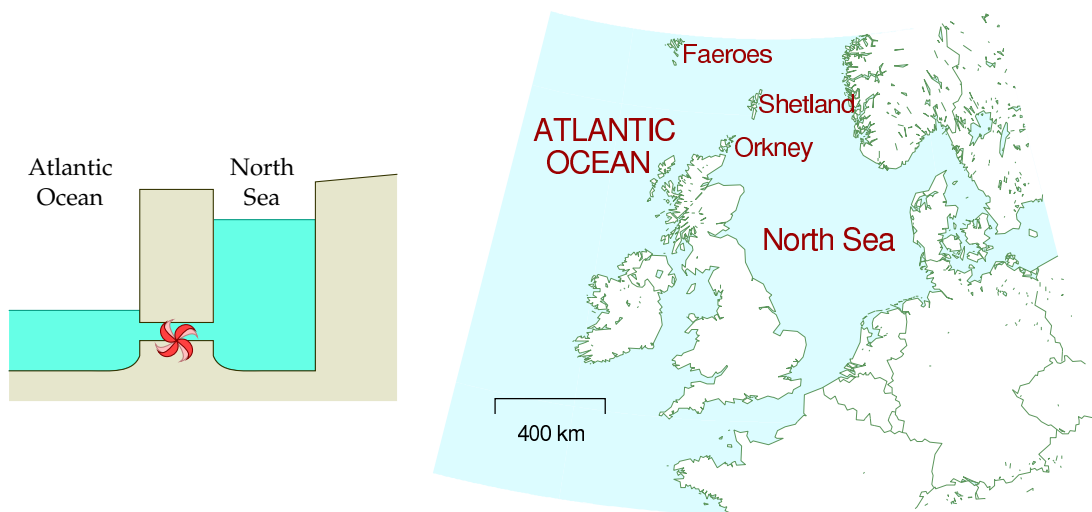 Atlantic
Ocean
North
Sea
Faeroes
Shetland
ATLANTIC
OCEAN
Orkney
North Sea
400 km